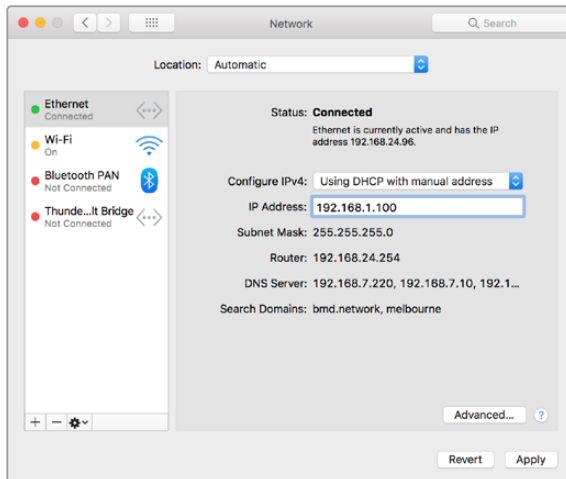 Network
Search
Location: Automatic
Ethernet
Connected
Wi-Fi
On
Bluetooth PAN
Not Connected
Thunde...lt Bridge
Not Connected
Status: Connected
Ethernet is currently active and has the IP
address 192.168.24.96.
Configure IPv4: Using DHCP with manual address
IP Address: 192.168.1.100
Subnet Mask: 255.255.255.0
Router: 192.168.24.254
DNS Server: 192.168.7.220, 192.168.7.10, 192.1...
Search Domains: bmd.network, melbourne
Advanced... ?
Revert Apply